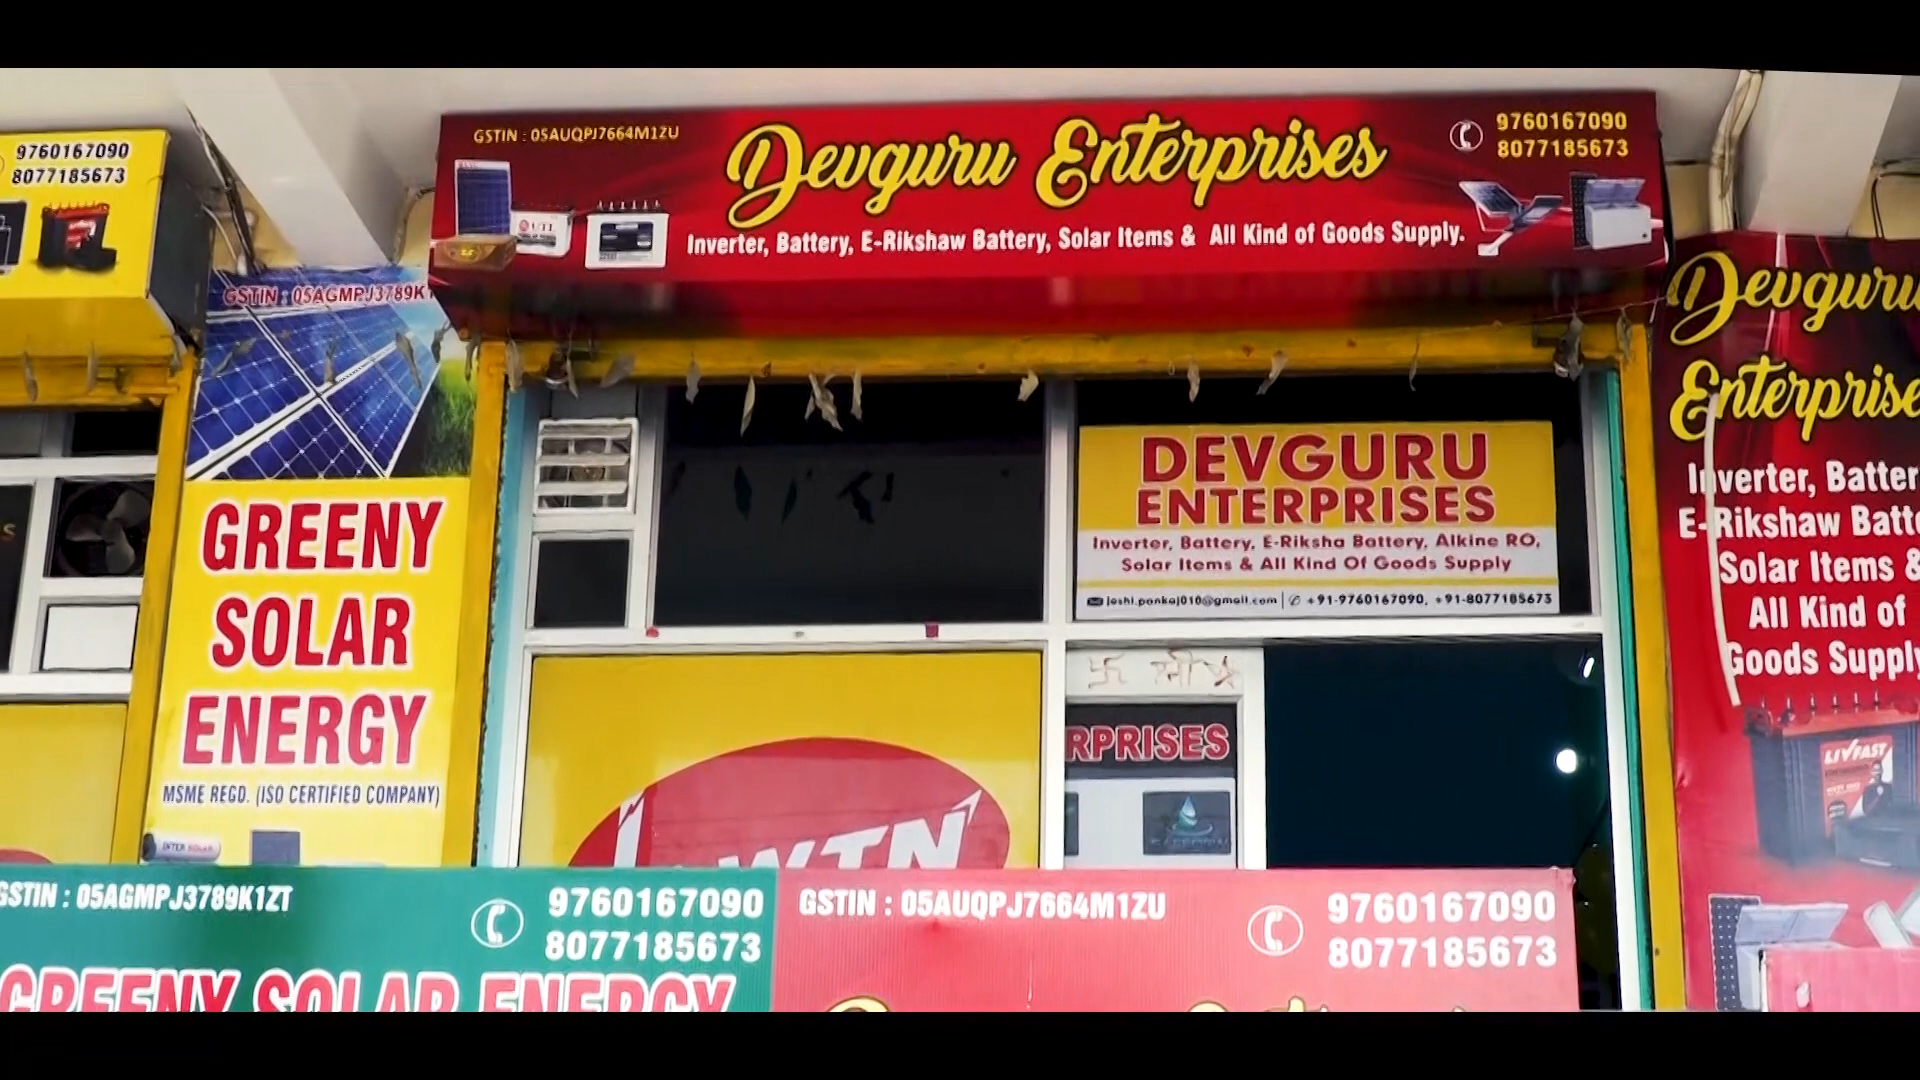 9760167090
8077185673
GSTIN : 05AUQPJ7664M1ZU
Devguru Enterprises
9760167090
8077185673
UTL
Inverter, Battery, E-Rikshaw Battery, Solar Items & All Kind of Goods Supply.
GSTIN : 05AGMPJ3789K1
GREENY
SOLAR
ENERGY
MSME REGD. (ISO CERTIFIED COMPANY)
INTER SOLAR
DEVGURU
ENTERPRISES
Inverter, Battery, E-Riksha Battery, Alkine RO,
Solar Items & All Kind Of Goods Supply
joshi.pankaj010@gmail.com | +91-9760167090, +91-8077185673
श्री
RPRISES
Devguru
Enterprise
Inverter, Batter
E-Rikshaw Batte
Solar Items &
All Kind of
Goods Supply
LIVFAST
GSTIN : 05AGMPJ3789K1ZT
9760167090
8077185673
GREENY SOLAR ENERGY
GSTIN : 05AUQPJ7664M1ZU
9760167090
8077185673